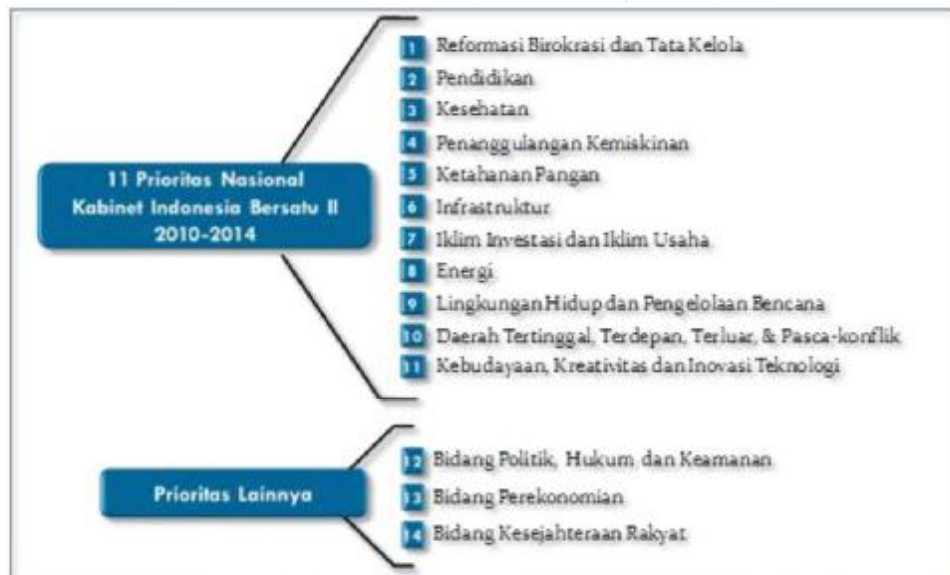 1 Reformasi Birokrasi dan Tata Kelola
2 Pendidikan
3 Kesehatan
4 Penanggulangan Kemiskinan
5 Ketahanan Pangan
6 Infrastruktur
7 Iklim Investasi dan Iklim Usaha
8 Energi
9 Lingkungan Hidup dan Pengelolaan Bencana
10 Daerah Tertinggal, Terdepan, Terluar, & Pasca-konflik
11 Kebudayaan, Kreativitas dan Inovasi Teknologi
11 Prioritas Nasional
Kabinet Indonesia Bersatu II
2010-2014
12 Bidang Politik, Hukum dan Keamanan
13 Bidang Perekonomian
14 Bidang Kesejahteraan Rakyat
Prioritas Lainnya